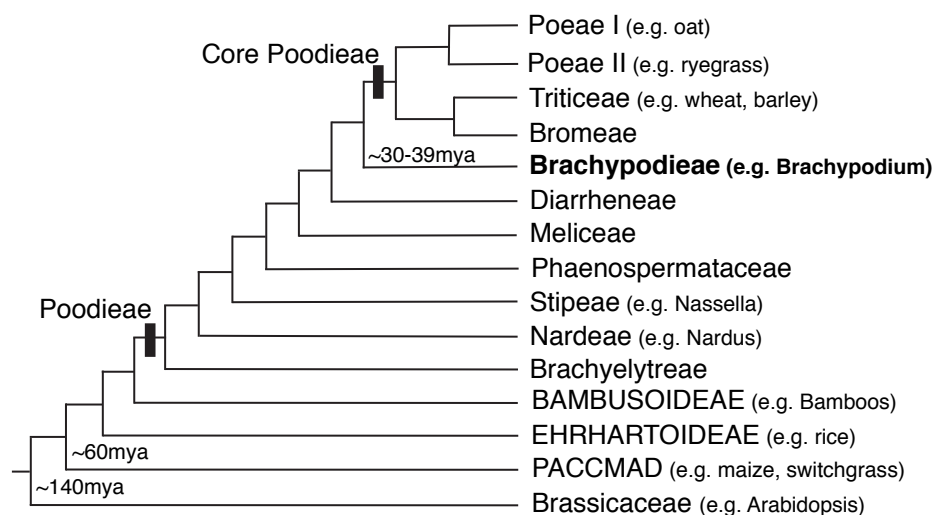 Poeae I (e.g. oat)
Core Poodieae
Poeae II (e.g. ryegrass)
Triticeae (e.g. wheat, barley)
Bromeae
~30-39mya
Brachypodieae (e.g. Brachypodium)
Diarrheneae
Meliceae
Phaenospermataceae
Stipeae (e.g. Nassella)
Poodieae
Nardeae (e.g. Nardus)
Brachyelytreae
BAMBUSOIDEAE (e.g. Bamboos)
EHRHARTOIDEAE (e.g. rice)
~60mya
PACCMAD (e.g. maize, switchgrass)
~140mya
Brassicaceae (e.g. Arabidopsis)